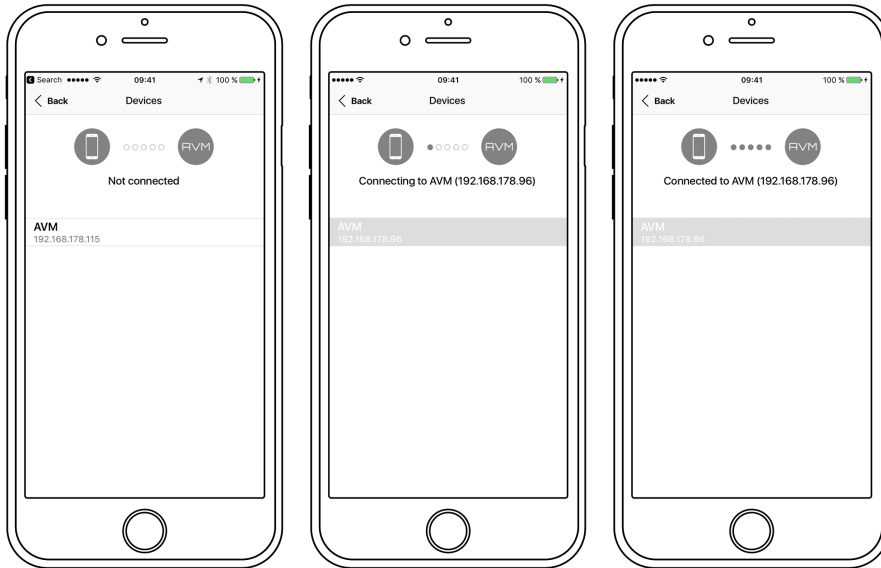 Search 09:41 100 %
Back Devices
AVM
Not connected
AVM
192.168.178.115
09:41 100 %
Back Devices
AVM
Connecting to AVM (192.168.178.96)
AVM
192.168.178.96
09:41 100 %
Back Devices
AVM
Connected to AVM (192.168.178.96)
AVM
192.168.178.96